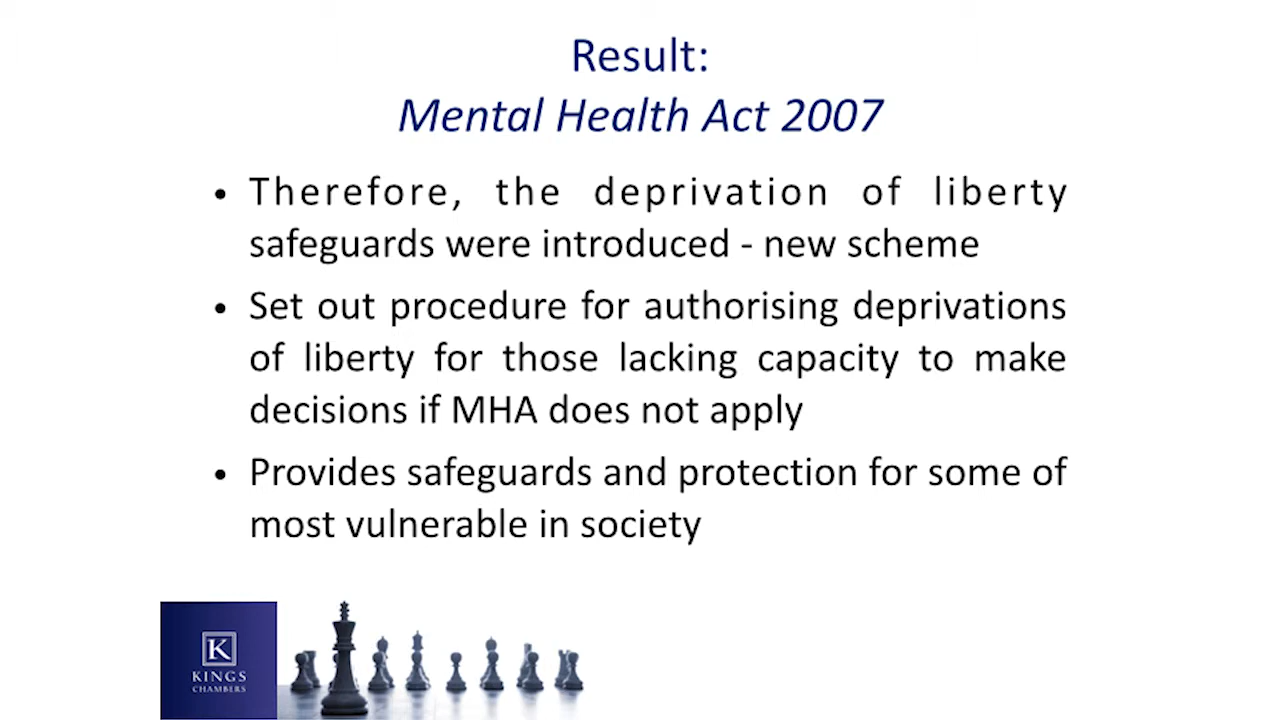 Result:
Mental Health Act 2007
• Therefore, the deprivation of liberty
safeguards were introduced - new scheme
• Set out procedure for authorising deprivations
of liberty for those lacking capacity to make
decisions if MHA does not apply
• Provides safeguards and protection for some of
most vulnerable in society
K
KINGS
CHAMBERS